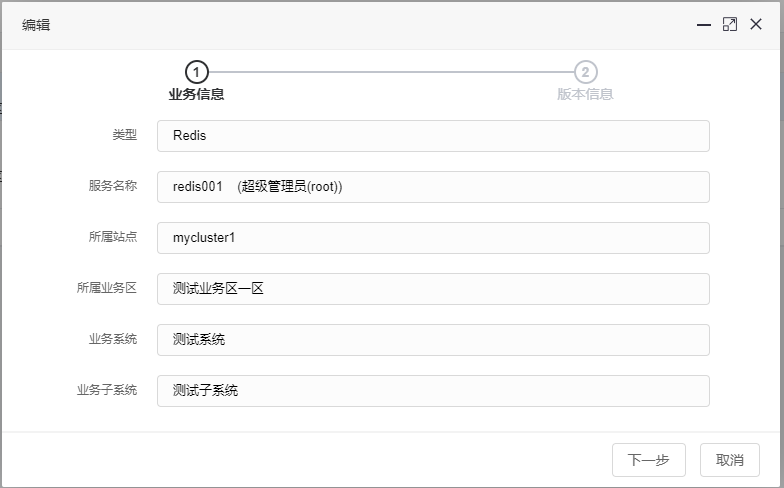 编辑
1
2
业务信息
版本信息
类型
Redis
服务名称
redis001 (超级管理员(root))
所属站点
mycluster1
所属业务区
测试业务区一区
业务系统
测试系统
业务子系统
测试子系统
下一步
取消